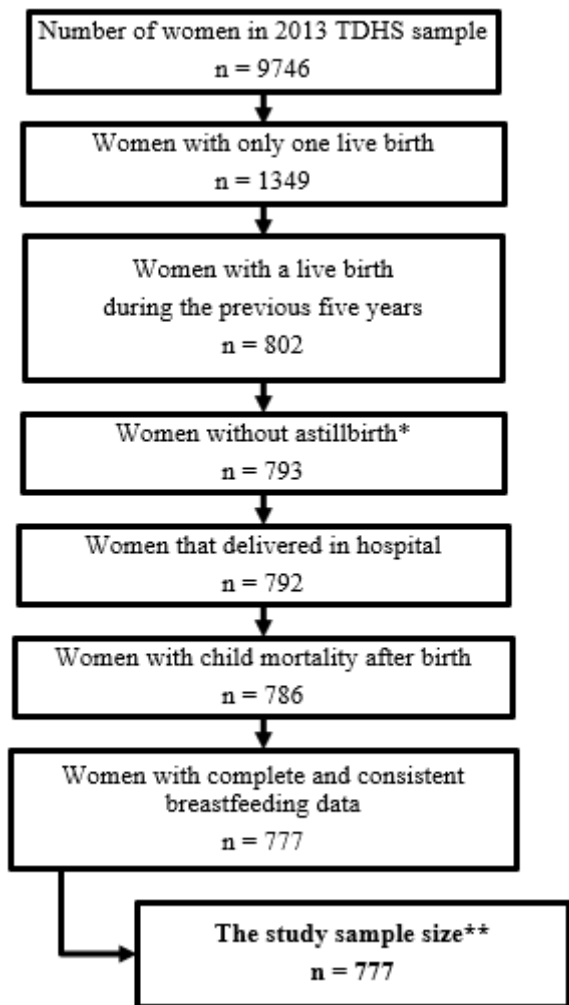 Number of women in 2013 TDHS sample
n = 9746
Women with only one live birth
n = 1349
Women with a live birth
during the previous five years
n = 802
Women without astillbirth*
n = 793
Women that delivered in hospital
n = 792
Women with child mortality after birth
n = 786
Women with complete and consistent
breastfeeding data
n = 777
The study sample size**
n = 777